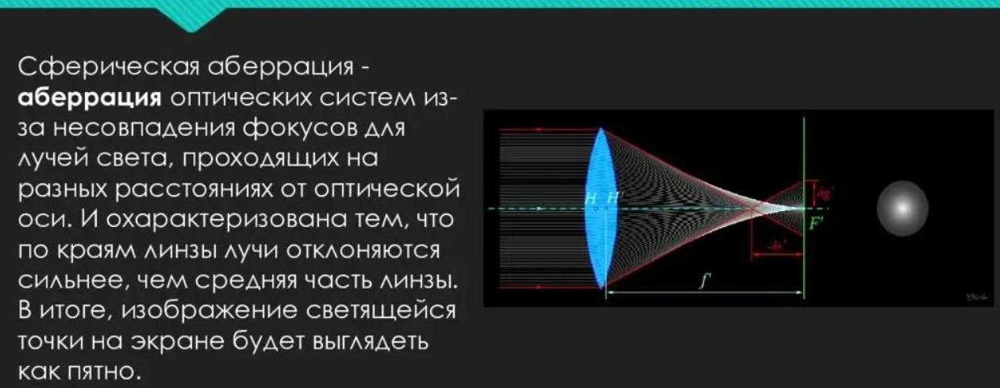 Сферическая аберрация -
аберрация оптических систем из-
за несовпадения фокусов для
лучей света, проходящих на
разных расстояниях от оптической
оси. И охарактеризована тем, что
по краям линзы лучи отклоняются
сильнее, чем средняя часть линзы.
В итоге, изображение светящейся
точки на экране будет выглядеть
как пятно.
H H'
δg'
F'
-δs'
f'